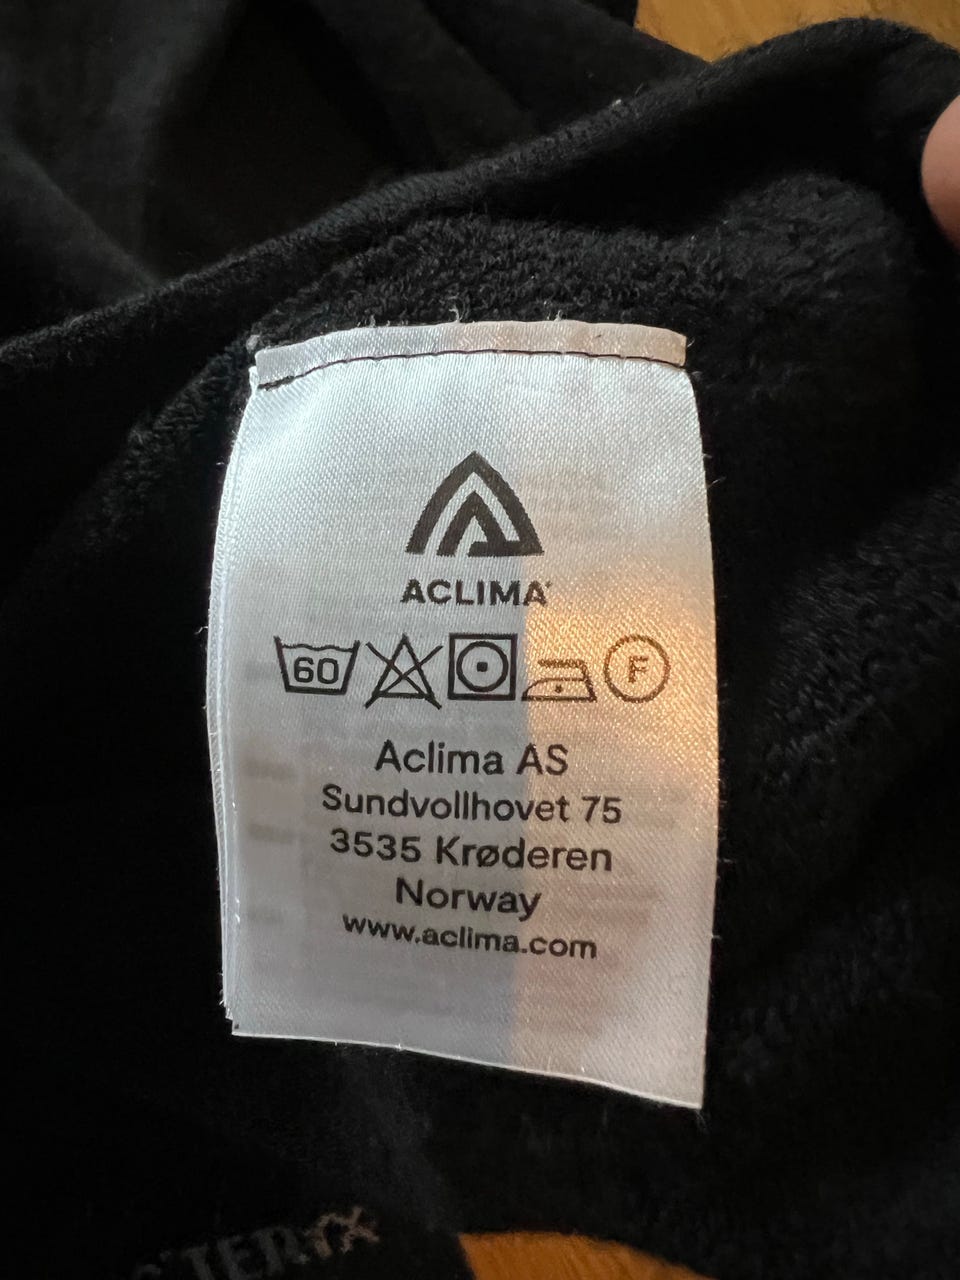 ACLIMA
60
F
Aclima AS
Sundvollhovet 75
3535 Krøderen
Norway
www.aclima.com